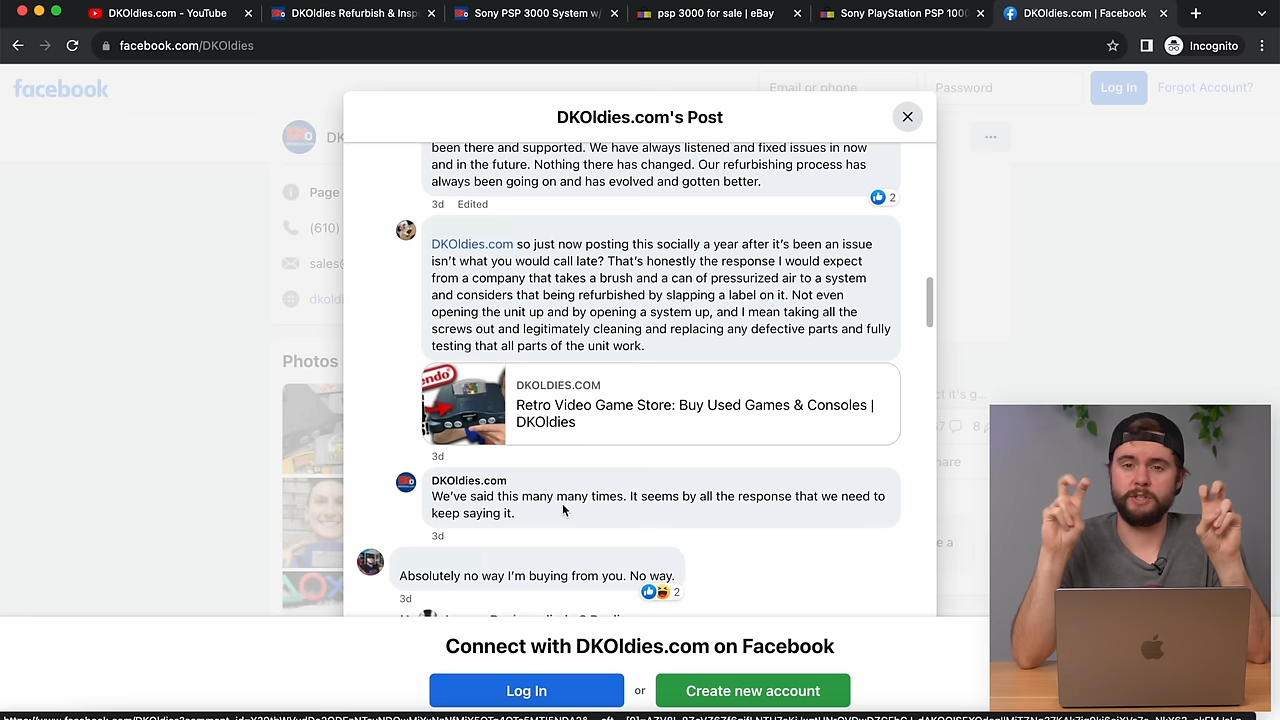 DKOldies.com - YouTube
DKOldies Refurbish & Insp
Sony PSP 3000 System w/
psp 3000 for sale | eBay
Sony PlayStation PSP 1000
DKOldies.com | Facebook
facebook.com/DKOldies
Incognito
facebook
Email or phone
Password
Log In
Forgot Account?
DKOldies.com's Post
DK
Page
(610)
sales@
dkoldi
Photos
been there and supported. We have always listened and fixed issues in now
and in the future. Nothing there has changed. Our refurbishing process has
always been going on and has evolved and gotten better.
2
3d Edited
DKOldies.com so just now posting this socially a year after it’s been an issue
isn’t what you would call late? That’s honestly the response I would expect
from a company that takes a brush and a can of pressurized air to a system
and considers that being refurbished by slapping a label on it. Not even
opening the unit up and by opening a system up, and I mean taking all the
screws out and legitimately cleaning and replacing any defective parts and fully
testing that all parts of the unit work.
DKOLDIES.COM
Retro Video Game Store: Buy Used Games & Consoles |
DKOldies
3d
DKOldies.com
We’ve said this many many times. It seems by all the response that we need to
keep saying it.
3d
Absolutely no way I’m buying from you. No way.
2
3d
ct it's g...
8
hare
e a
Connect with DKOldies.com on Facebook
Log In
or
Create new account